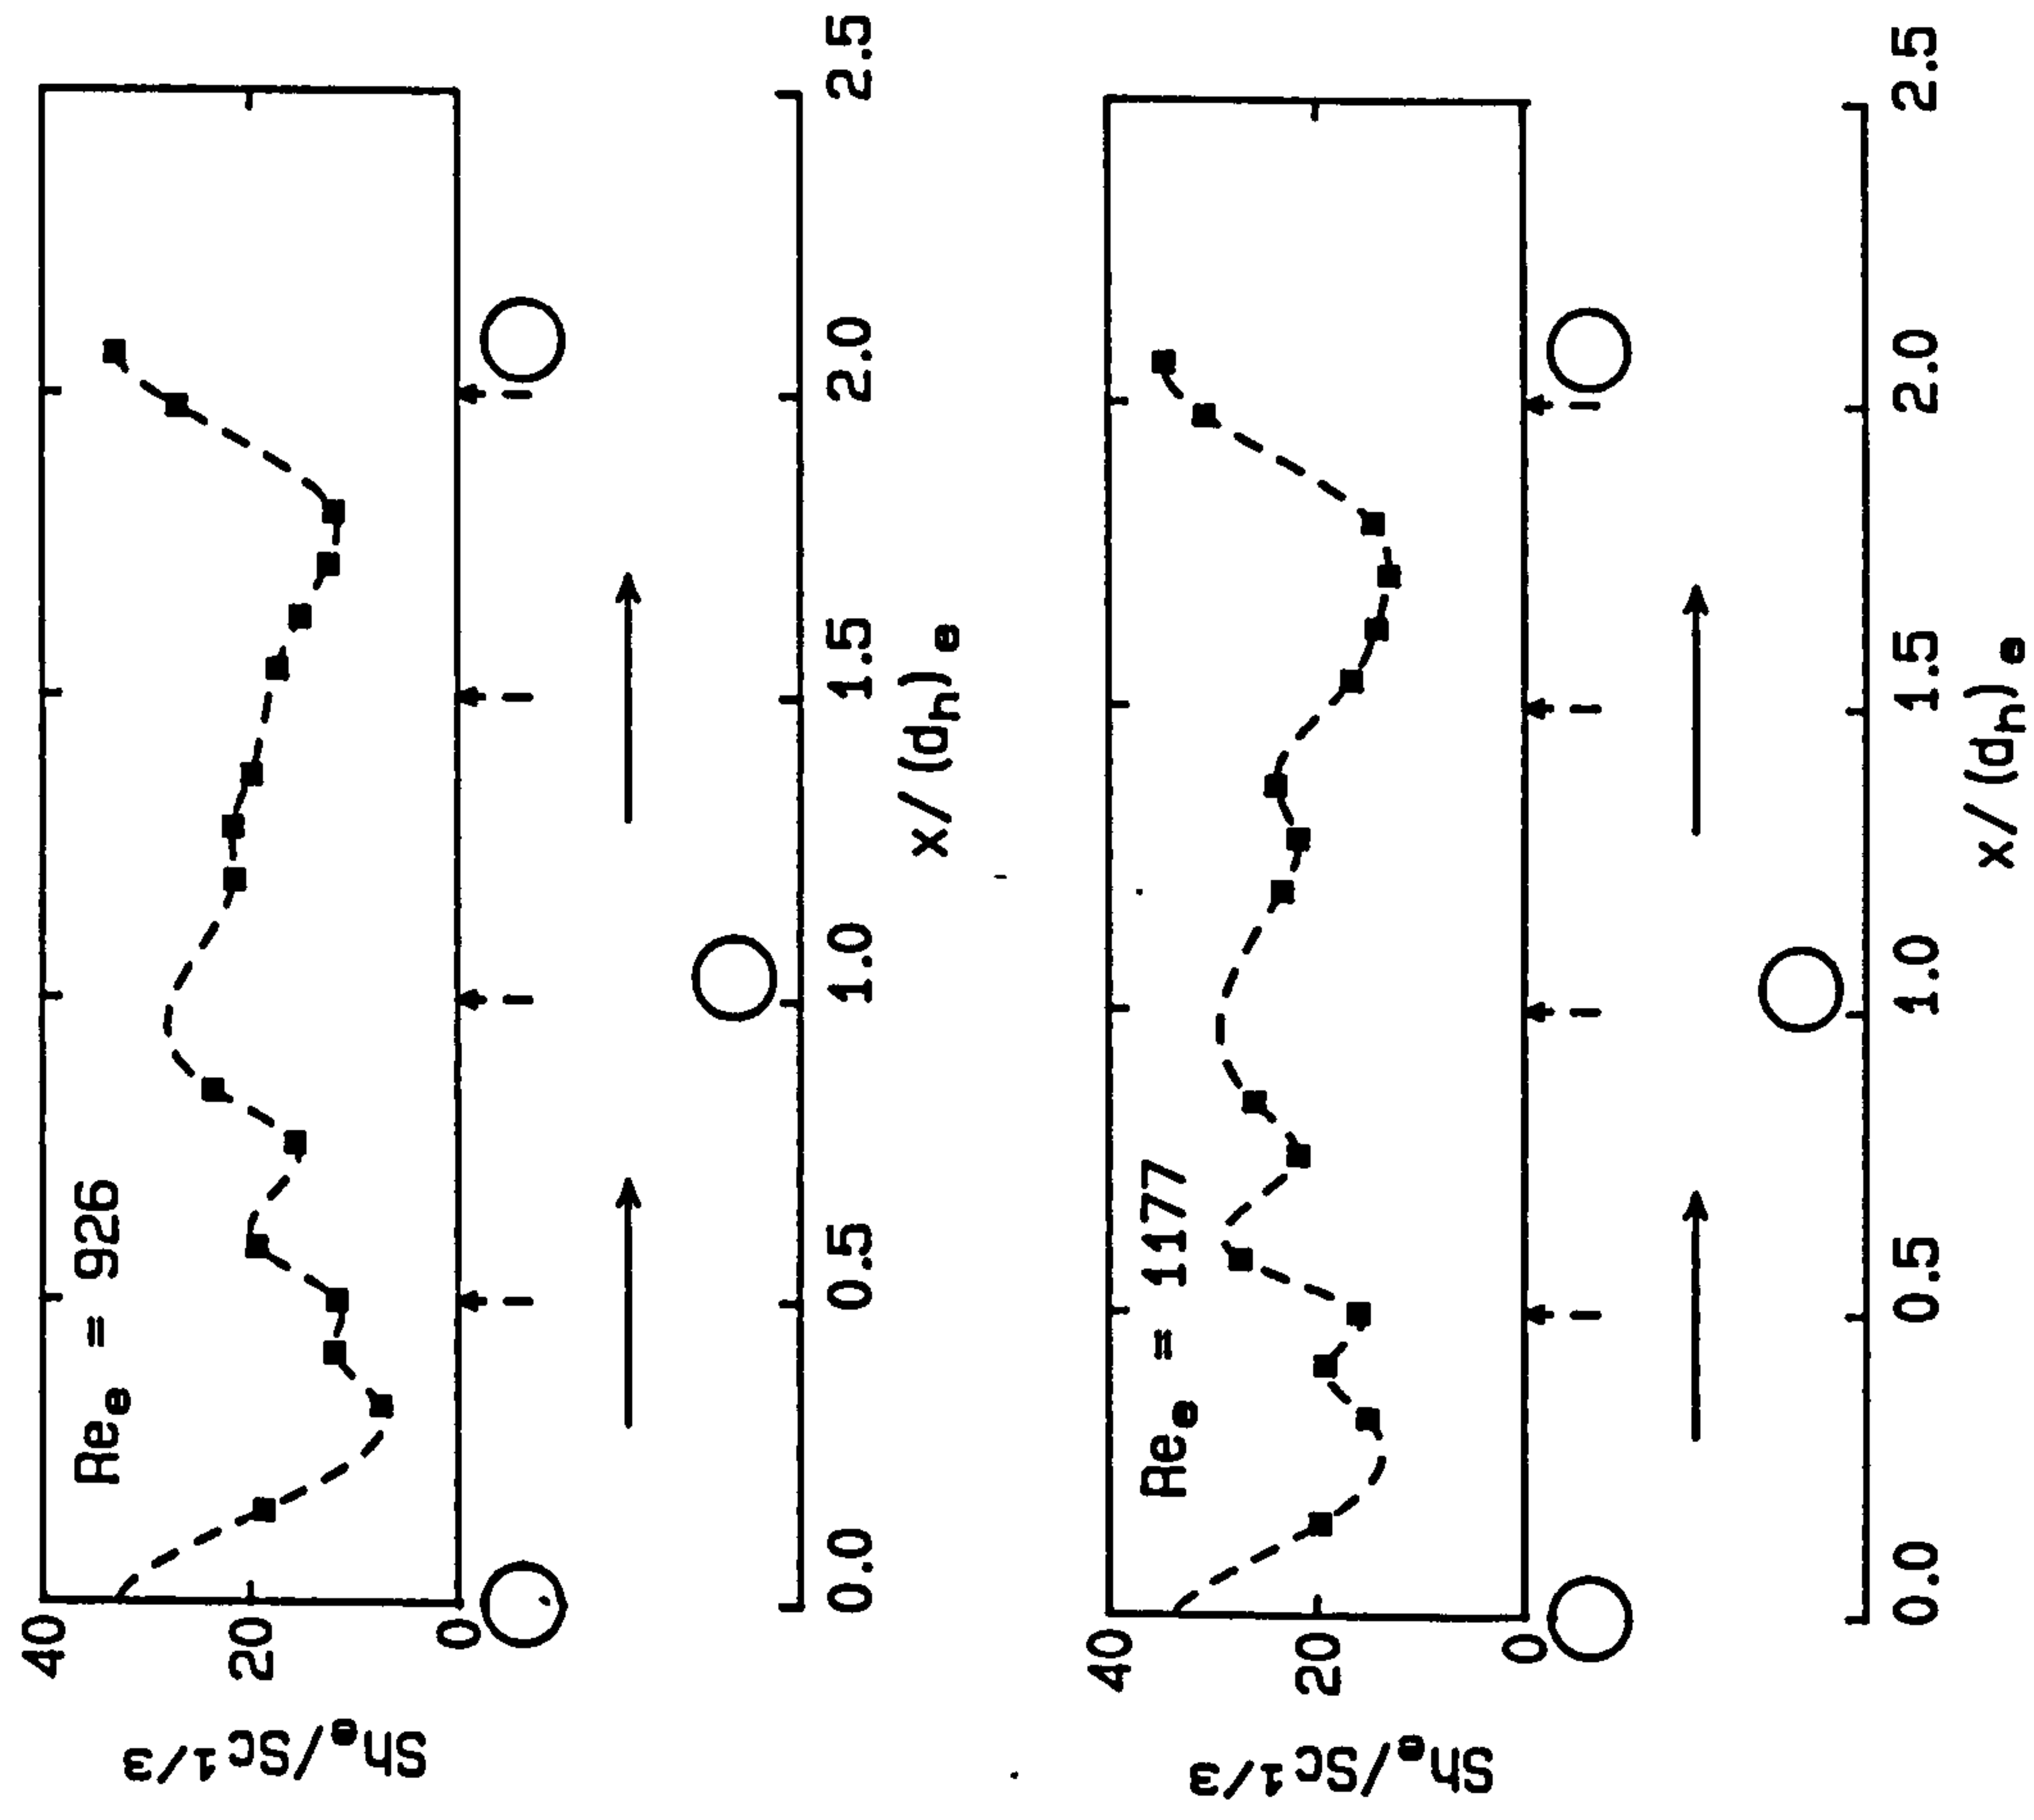 Re_e = 926
40
20
0
Sh_e/Sc^1/3
0.0 0.5 1.0 1.5 2.0 2.5
x/(d_h)_e
Re_e = 1177
40
20
0
Sh_e/Sc^1/3
0.0 0.5 1.0 1.5 2.0 2.5
x/(d_h)_e